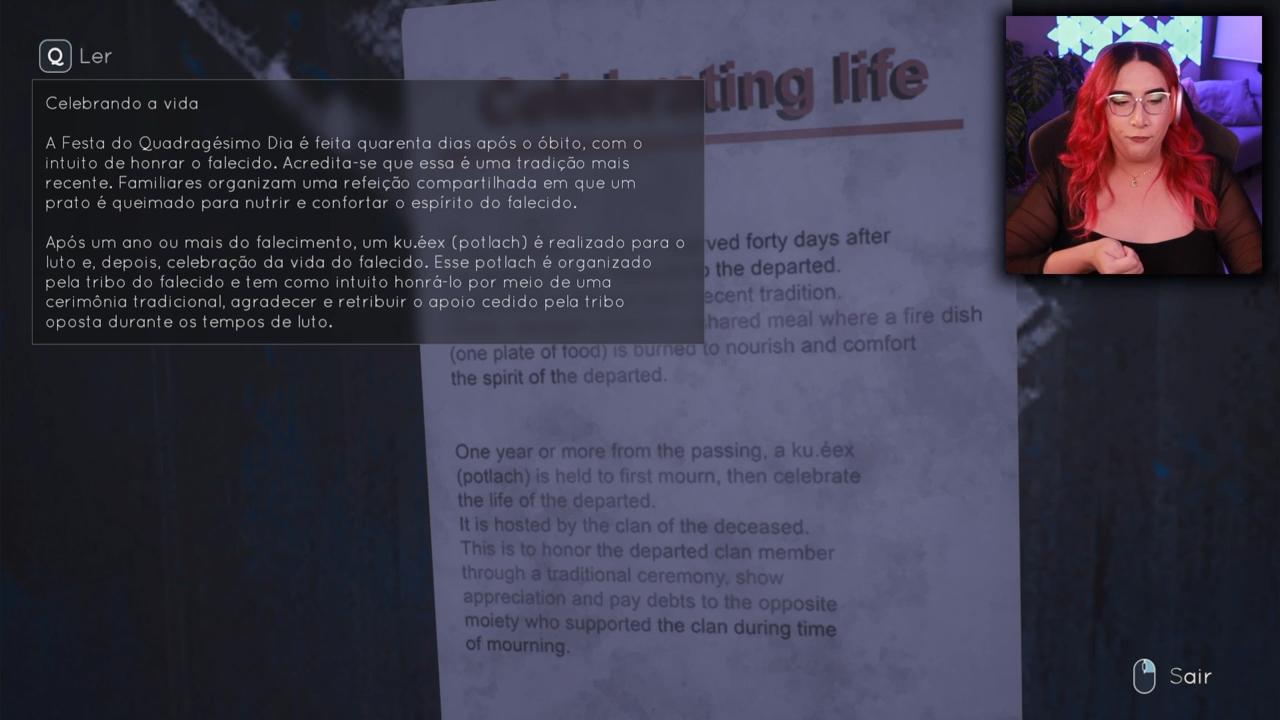 Q Ler
Celebrando a vida
A Festa do Quadragésimo Dia é feita quarenta dias após o óbito, com o
intuito de honrar o falecido. Acredita-se que essa é uma tradição mais
recente. Familiares organizam uma refeição compartilhada em que um
prato é queimado para nutrir e confortar o espírito do falecido.
Após um ano ou mais do falecimento, um ku.éex (potlach) é realizado para o
luto e, depois, celebração da vida do falecido. Esse potlach é organizado
pela tribo do falecido e tem como intuito honrá-lo por meio de uma
cerimônia tradicional, agradecer e retribuir o apoio cedido pela tribo
oposta durante os tempos de luto.
Celebrating life
forty days after
the departed.
tradition.
shared meal where a fire dish
(one plate of food) is burned to nourish and comfort
the spirit of the departed.
One year or more from the passing, a ku.éex
(potlach) is held to first mourn, then celebrate
the life of the departed.
It is hosted by the clan of the deceased.
This is to honor the departed clan member
through a traditional ceremony, show
appreciation and pay debts to the opposite
moiety who supported the clan during time
of mourning.
Sair